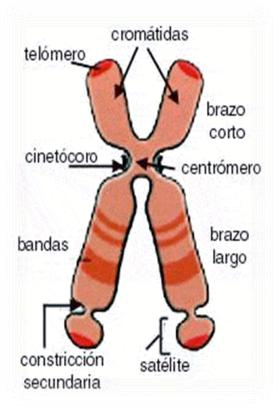 cromátidas
telómero
brazo
corto
cinetócoro
centrómero
bandas
brazo
largo
constricción
secundaria
satélite